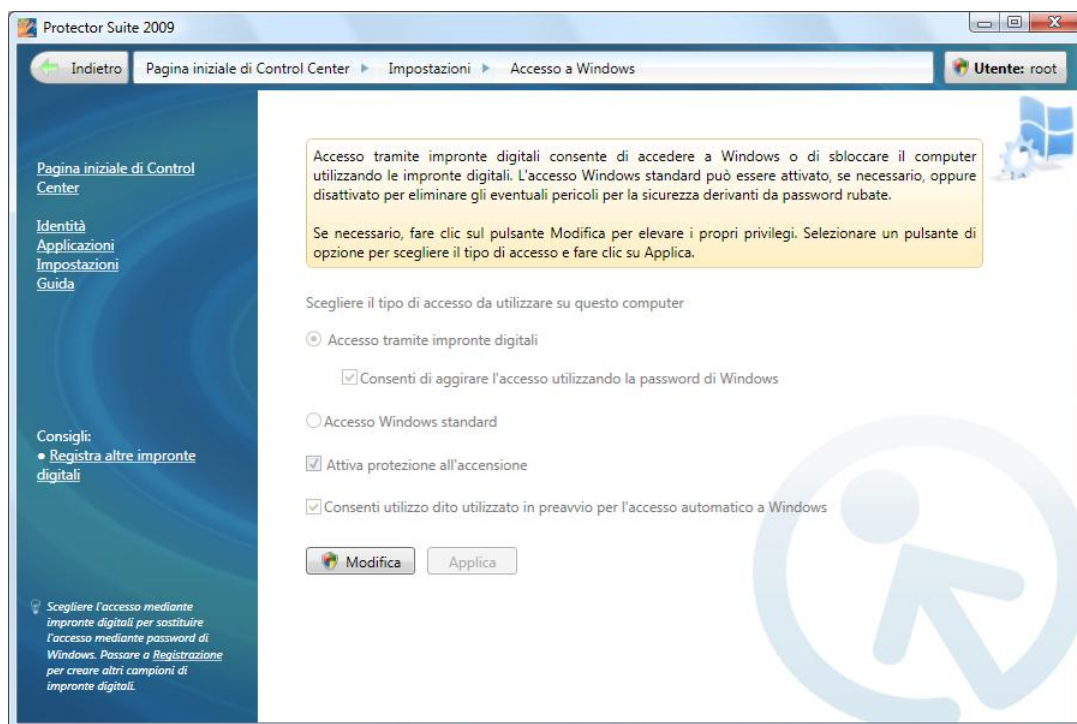 Protector Suite 2009
Indietro
Pagina iniziale di Control Center
Impostazioni
Accesso a Windows
Utente: root
Pagina iniziale di Control
Center
Identità
Applicazioni
Impostazioni
Guida
Consigli:
• Registra altre impronte
digitali
Scegliere l'accesso mediante
impronte digitali per sostituire
l'accesso mediante password di
Windows. Passare a Registrazione
per creare altri campioni di
impronte digitali.
Accesso tramite impronte digitali consente di accedere a Windows o di sbloccare il computer
utilizzando le impronte digitali. L'accesso Windows standard può essere attivato, se necessario, oppure
disattivato per eliminare gli eventuali pericoli per la sicurezza derivanti da password rubate.
Se necessario, fare clic sul pulsante Modifica per elevare i propri privilegi. Selezionare un pulsante di
opzione per scegliere il tipo di accesso e fare clic su Applica.
Scegliere il tipo di accesso da utilizzare su questo computer
Accesso tramite impronte digitali
Consenti di aggirare l'accesso utilizzando la password di Windows
Accesso Windows standard
Attiva protezione all'accensione
Consenti utilizzo dito utilizzato in preavvio per l'accesso automatico a Windows
Modifica
Applica